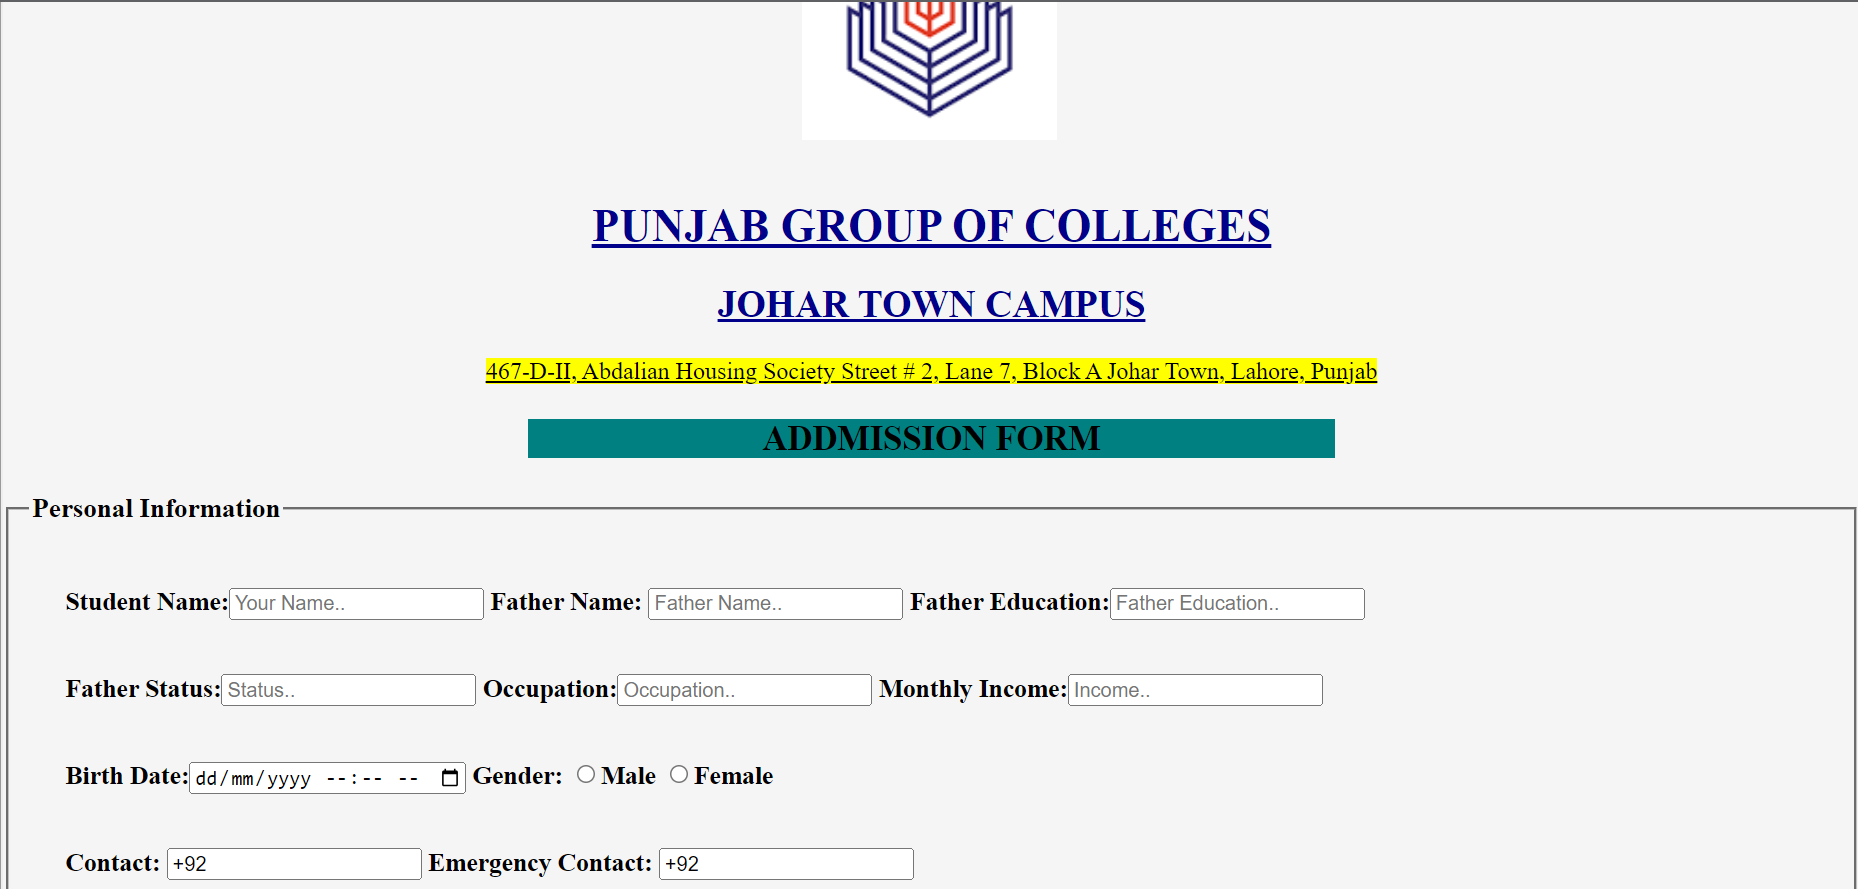 PUNJAB GROUP OF COLLEGES
JOHAR TOWN CAMPUS
467-D-II, Abdalian Housing Society Street # 2, Lane 7, Block A Johar Town, Lahore, Punjab
ADDMISSION FORM
Personal Information
Student Name: Your Name.. Father Name: Father Name.. Father Education: Father Education..
Father Status: Status.. Occupation: Occupation.. Monthly Income: Income..
Birth Date: dd/mm/yyyy --:-- -- Gender: Male Female
Contact: +92 Emergency Contact: +92